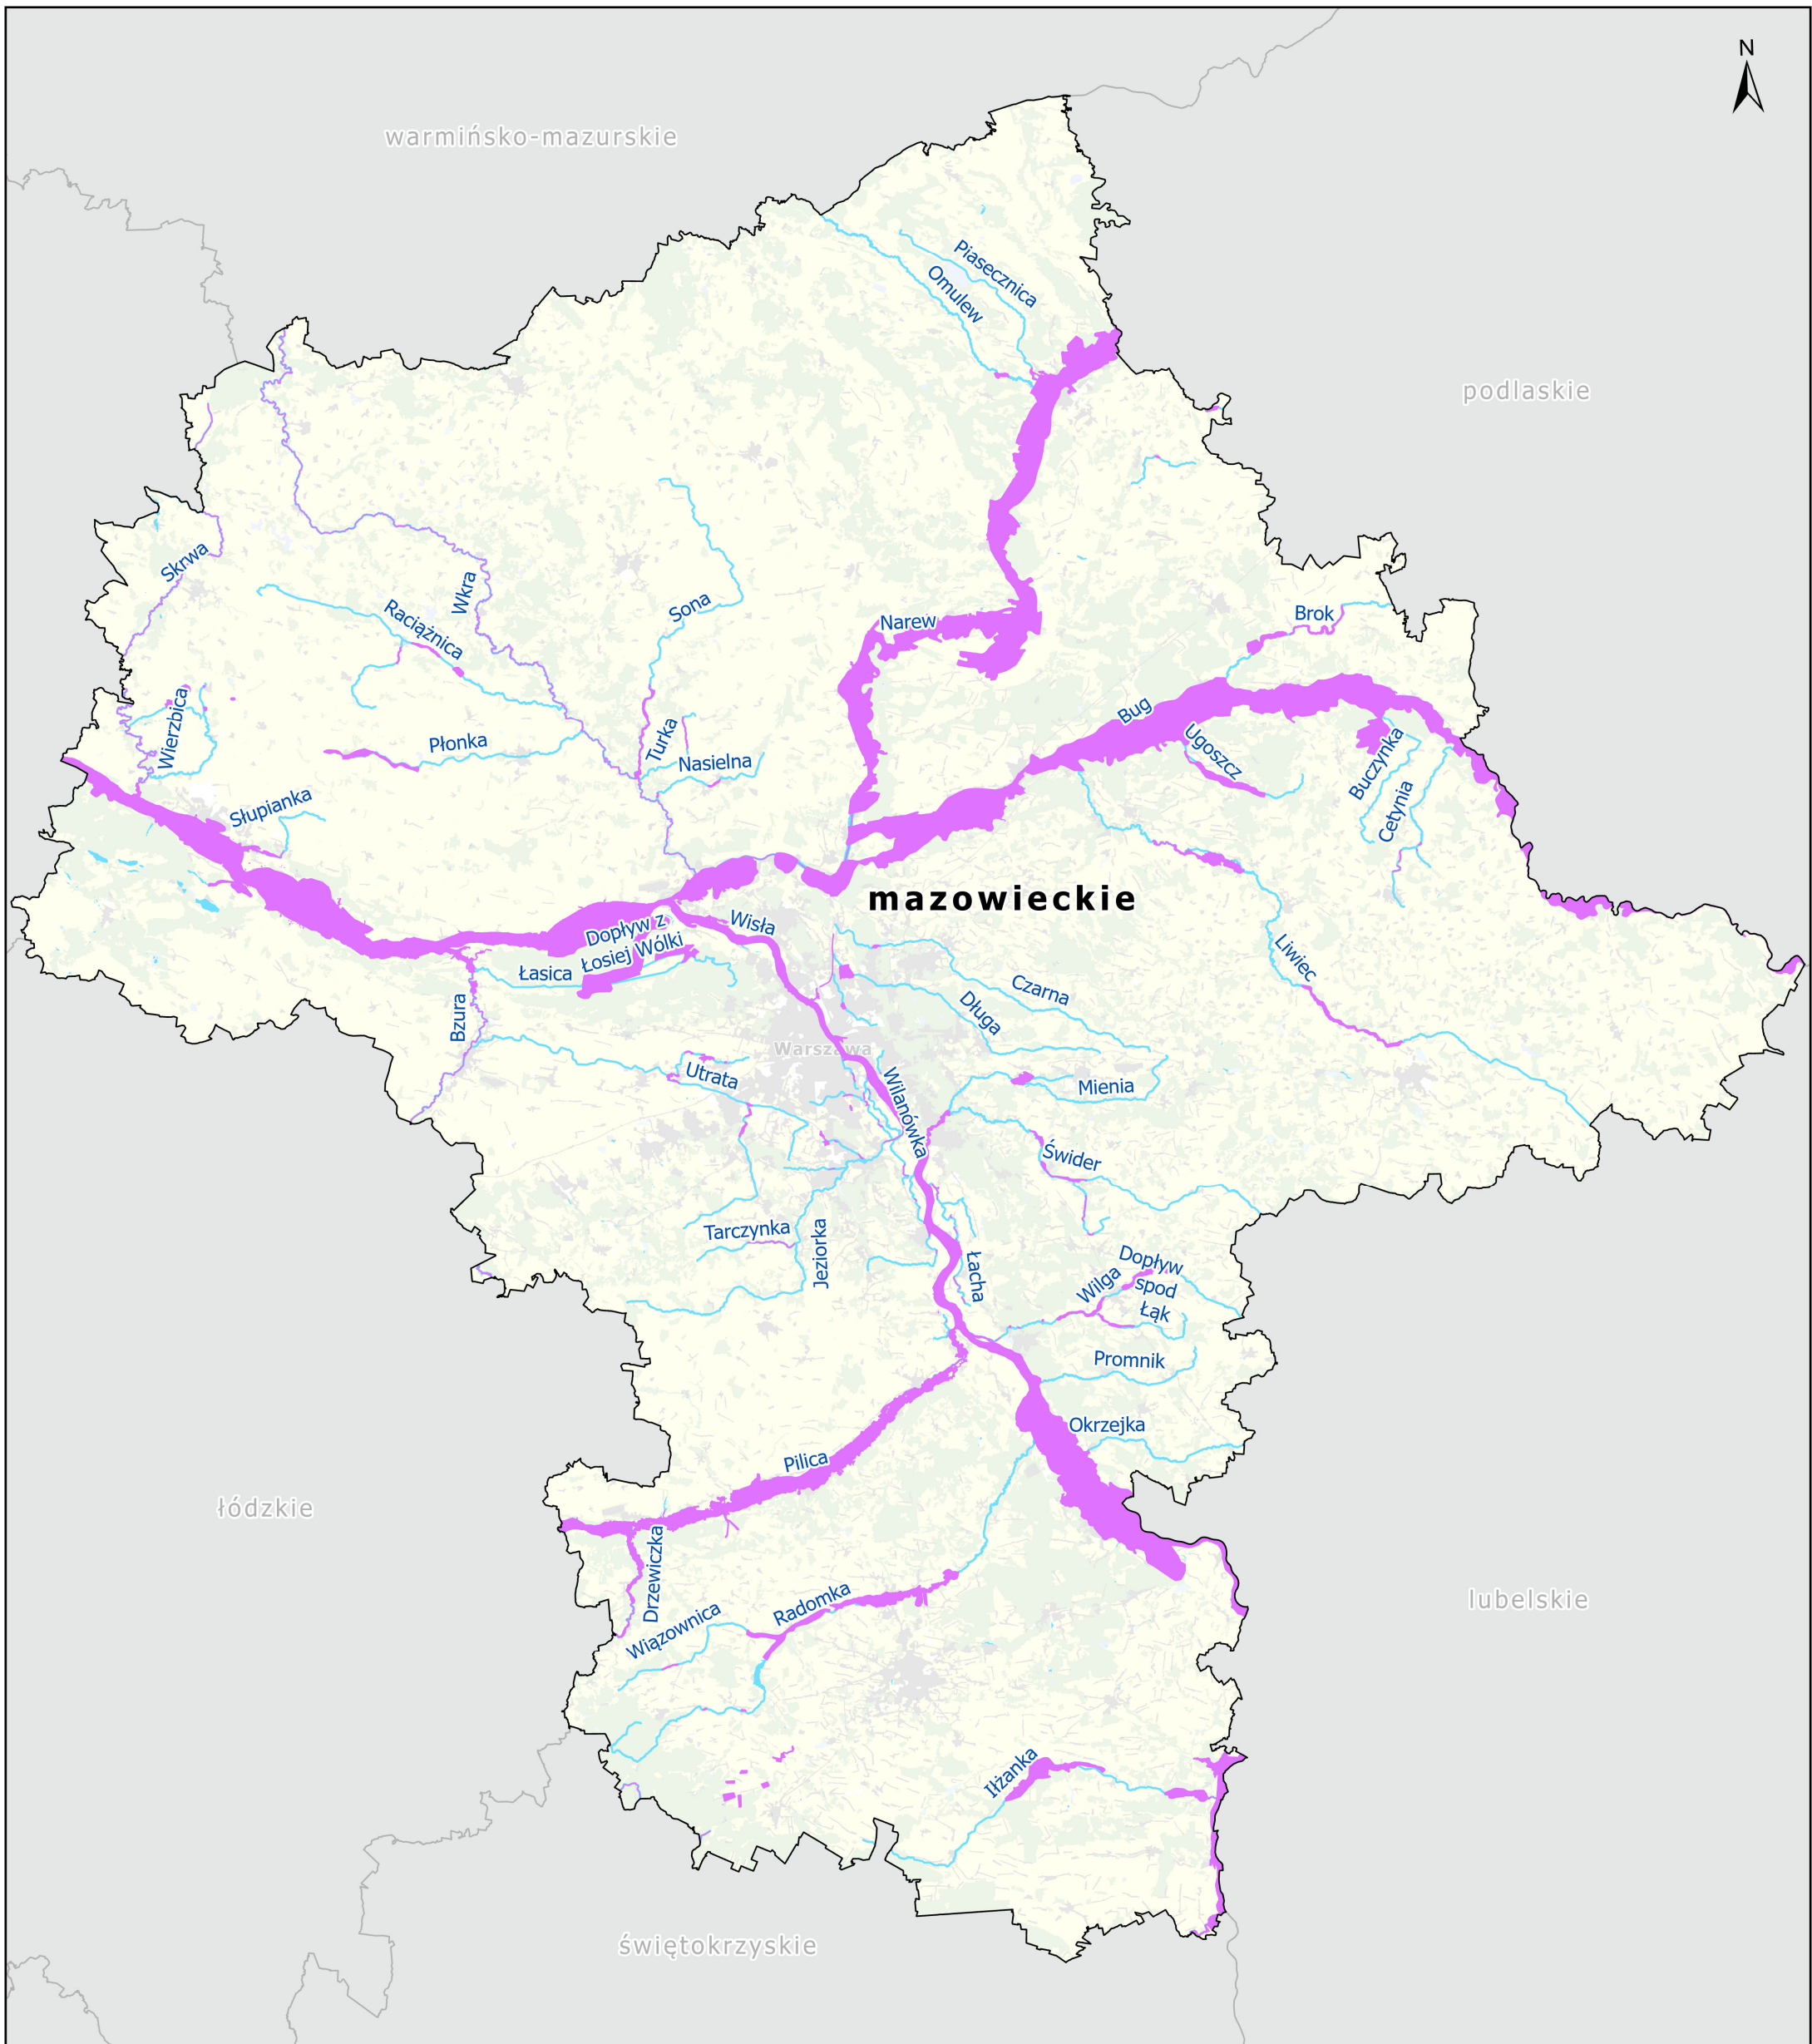 N
warmińsko-mazurskie
Piasecznica
Omulew
podlaskie
Skrwa
Wkra
Raciążnica
Sona
Narew
Brok
Wierzbica
Płonka
Turka
Nasielna
Bug
Ugoszcz
Buczynka
Cetynia
Słupianka
mazowieckie
Wisła
Dopływ z
Łosiej Wólki
Łasica
Liwiec
Czarna
Długa
Bzura
Warszawa
Utrata
Wilanówka
Mienia
Świder
Tarczynka
Jeziorka
Łacha
Dopływ
spod
Łąk
Wilga
Promnik
Okrzejka
Pilica
łódzkie
Drzewiczka
Radomka
Wiązownica
lubelskie
Iłżanka
świętokrzyskie